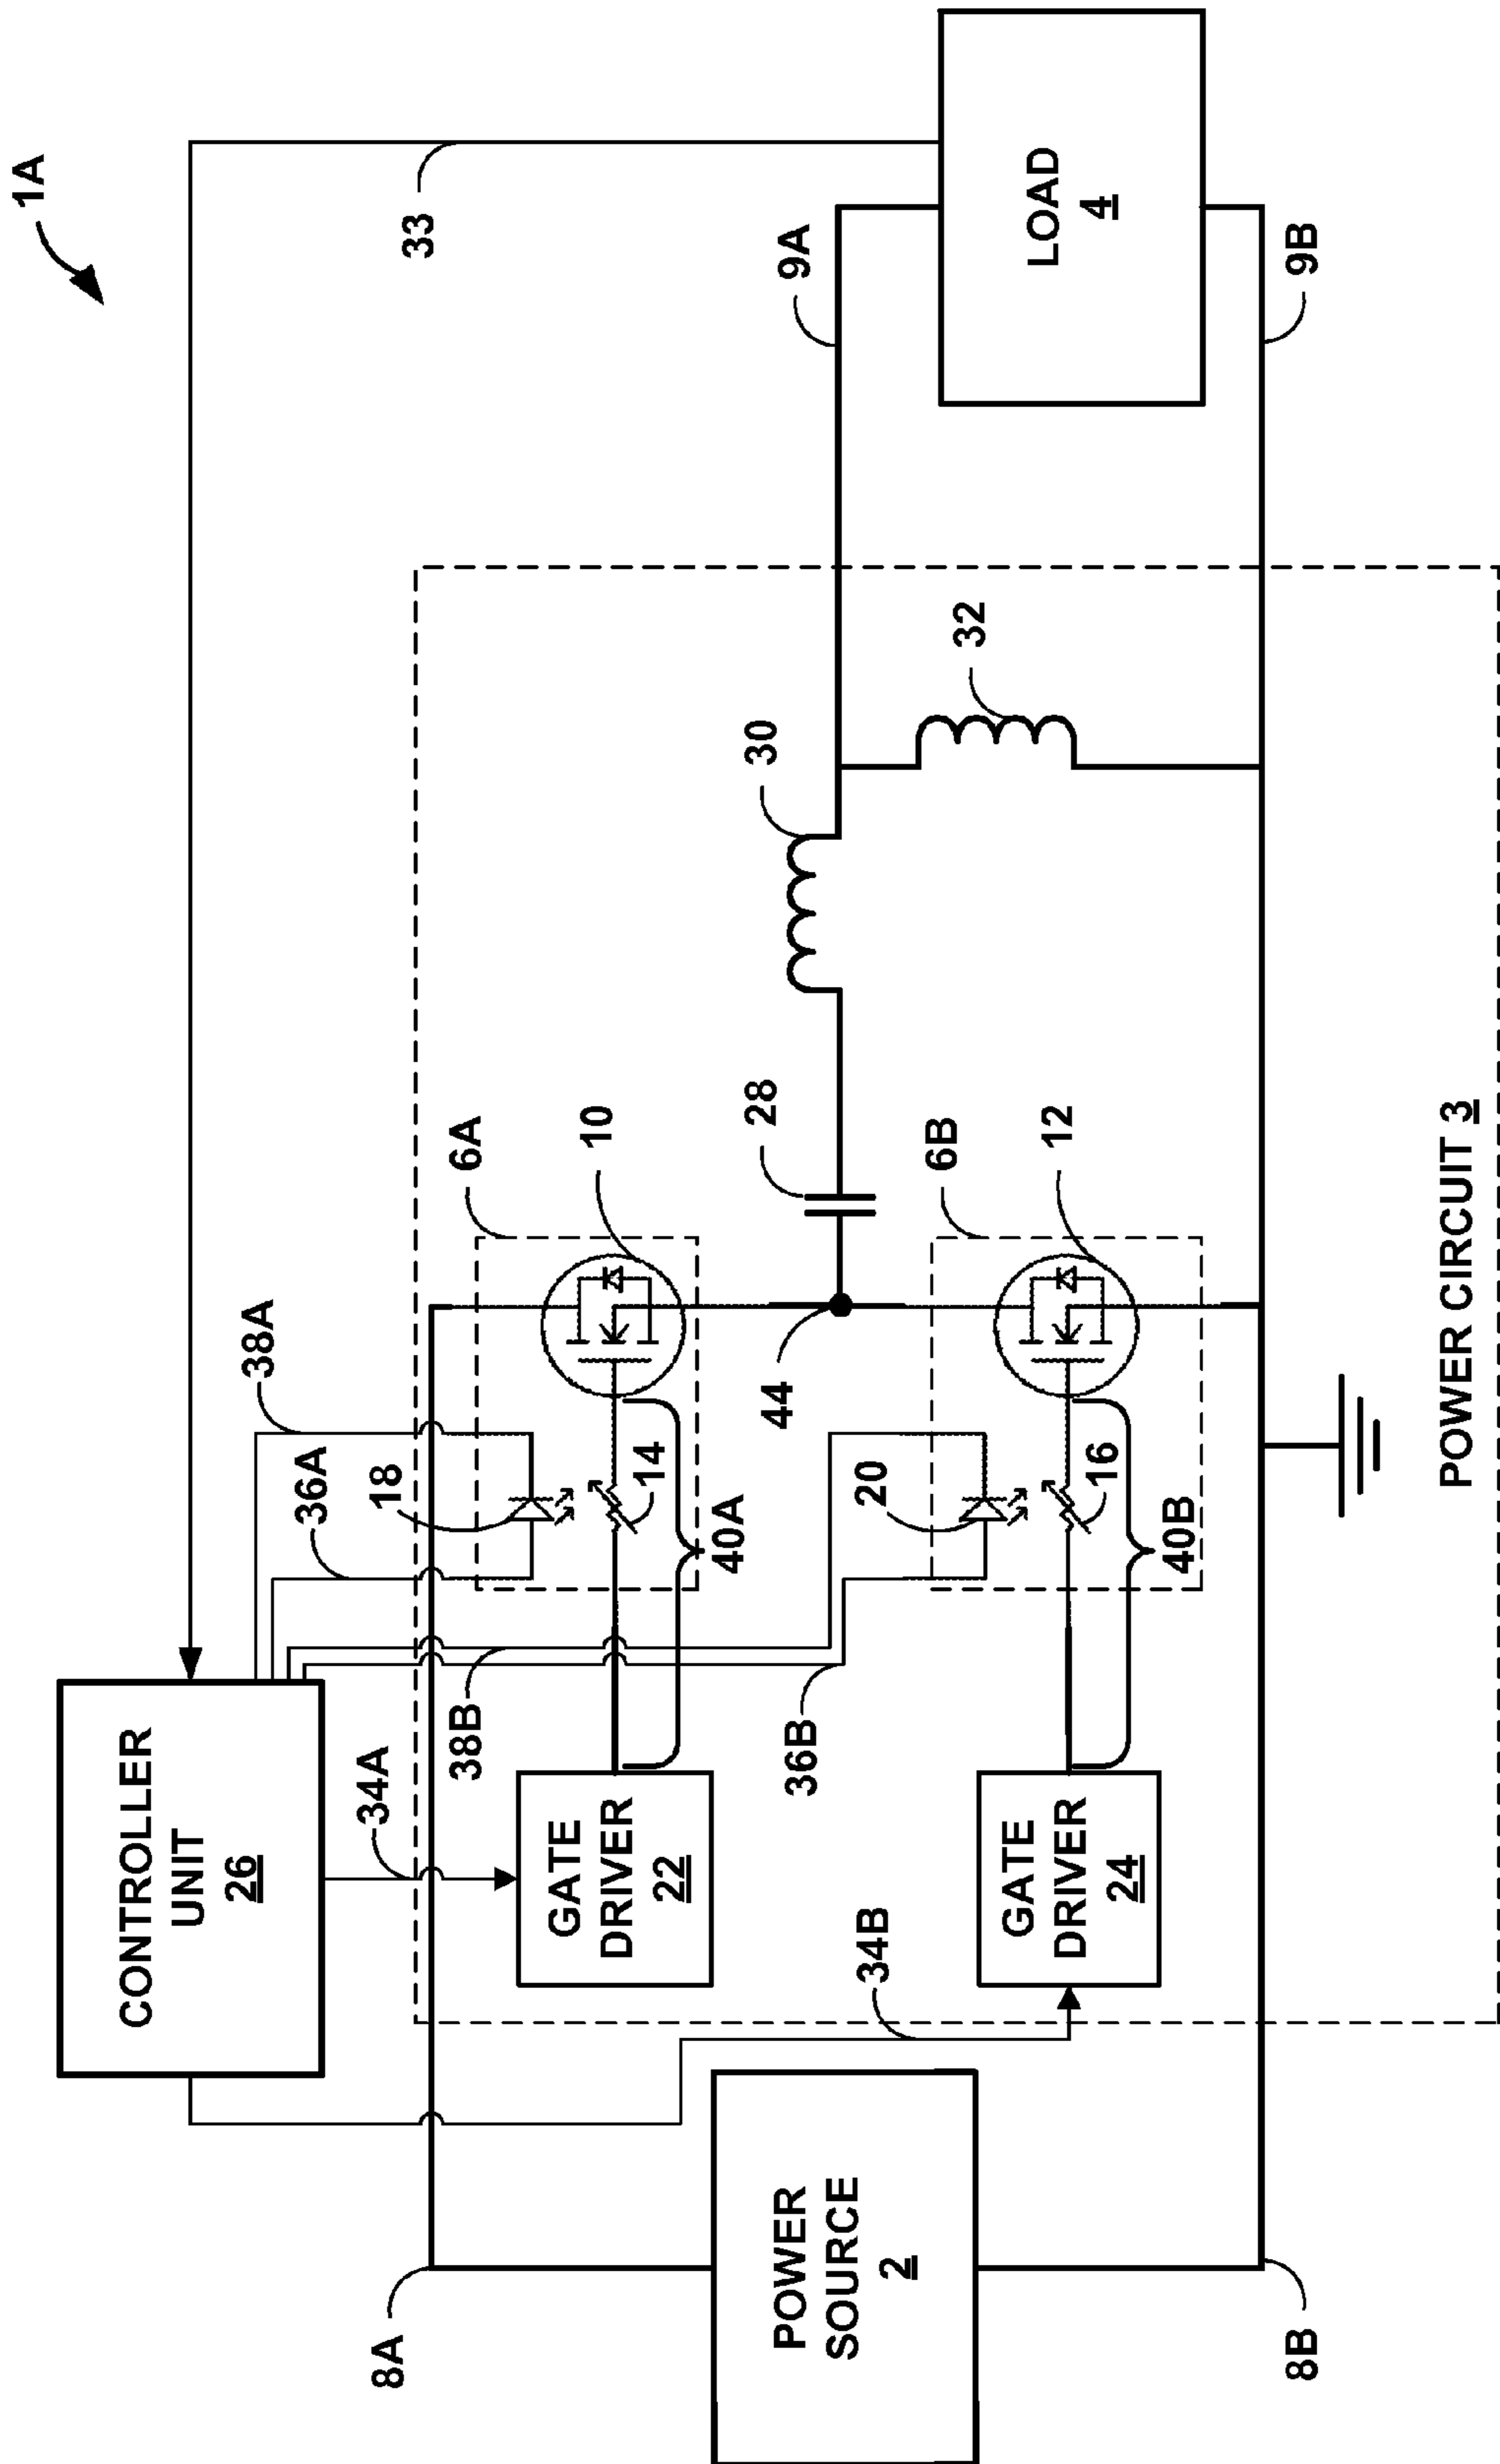 1A
CONTROLLER
UNIT
26
33
34A
36A
38A
38B
36B
34B
8A
8B
POWER
SOURCE
2
GATE
DRIVER
22
GATE
DRIVER
24
18
14
40A
6A
10
44
28
30
32
20
16
40B
6B
12
9A
9B
LOAD
4
POWER CIRCUIT 3